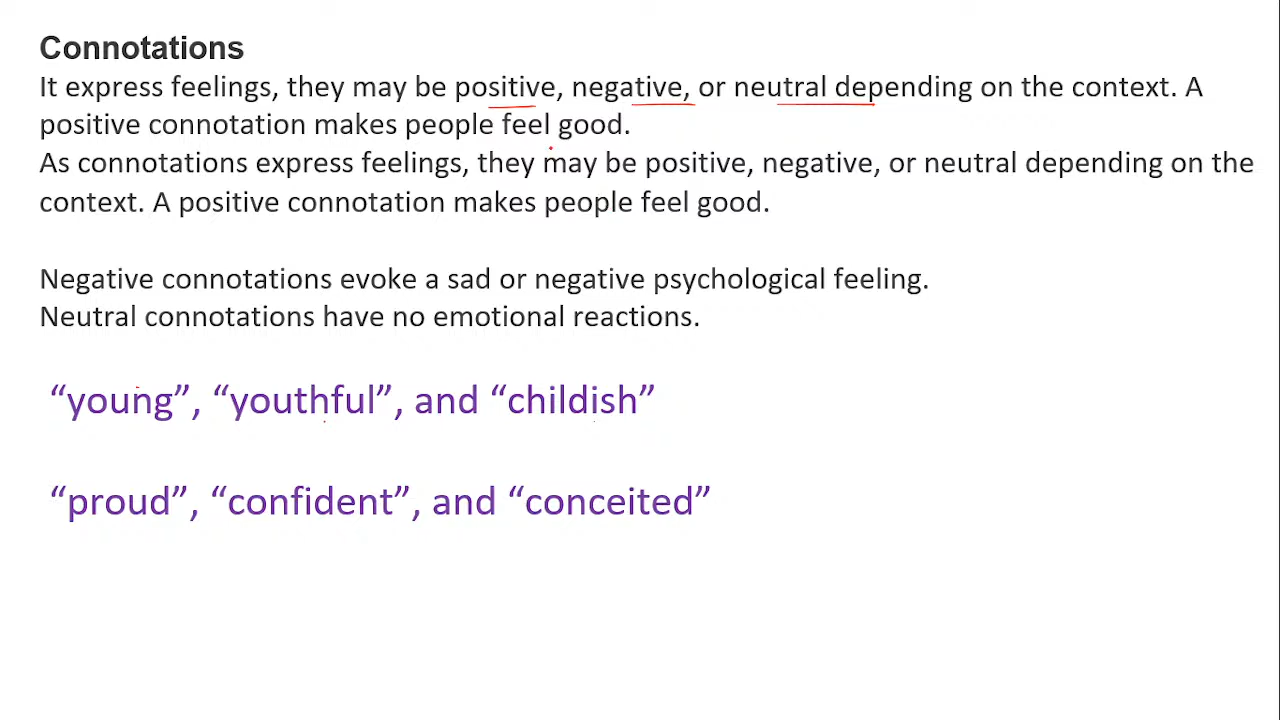 Connotations
It express feelings, they may be positive, negative, or neutral depending on the context. A
positive connotation makes people feel good.
As connotations express feelings, they may be positive, negative, or neutral depending on the
context. A positive connotation makes people feel good.
Negative connotations evoke a sad or negative psychological feeling.
Neutral connotations have no emotional reactions.
“young”, “youthful”, and “childish”
“proud”, “confident”, and “conceited”